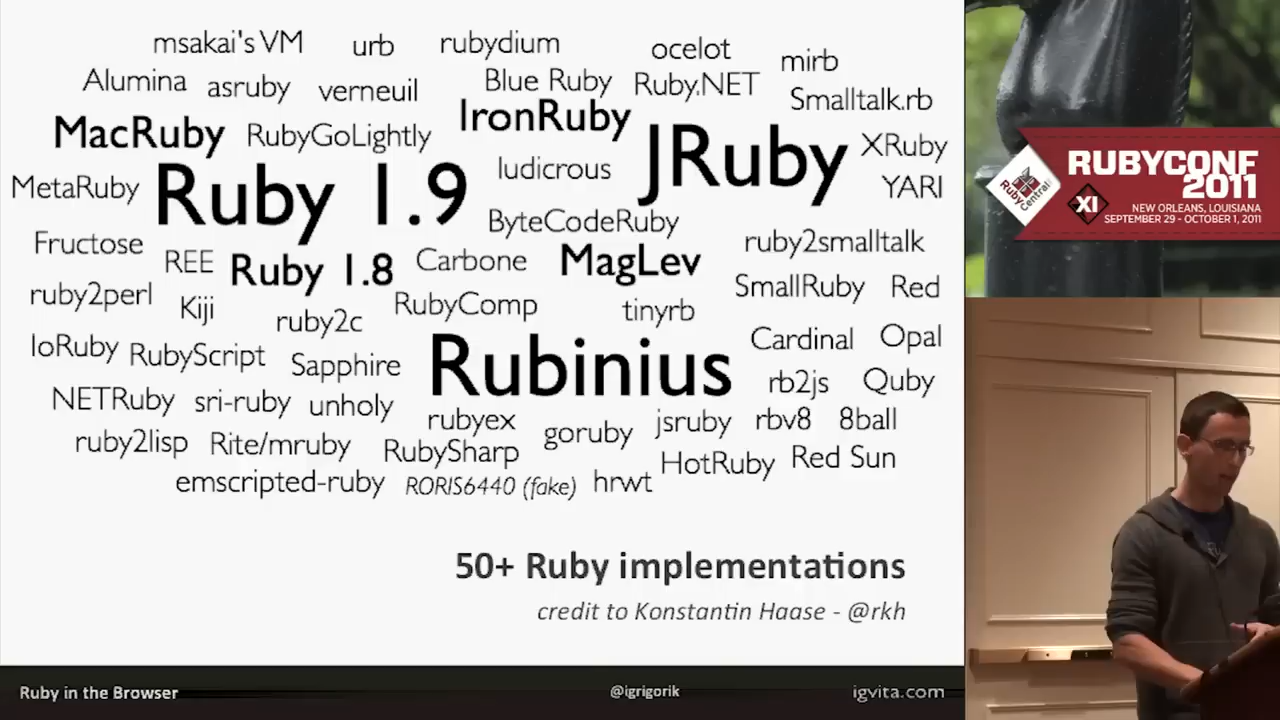 msakai's VM urb rubydium ocelot mirb
Alumina asruby verneuil Blue Ruby Ruby.NET Smalltalk.rb
MacRuby RubyGoLightly IronRuby JRuby XRuby
MetaRuby Ruby 1.9 ludicrous YARI
ByteCodeRuby
Fructose REE Ruby 1.8 Carbone MagLev ruby2smalltalk
ruby2perl Kiji RubyComp tinyrb SmallRuby Red
ruby2c
IoRuby RubyScript Sapphire Rubinius Cardinal Opal
NETRuby sri-ruby unholy rb2js Quby
rubyex goruby jsruby rbv8 8ball
ruby2lisp Rite/mruby RubySharp HotRuby Red Sun
emscripted-ruby RORIS6440 (fake) hrwt
50+ Ruby implementations
credit to Konstantin Haase - @rkh
Ruby in the Browser @igrigorik igvita.com
RubyCentral
XI
RUBYCONF
2011
NEW ORLEANS, LOUISIANA
SEPTEMBER 29 - OCTOBER 1, 2011